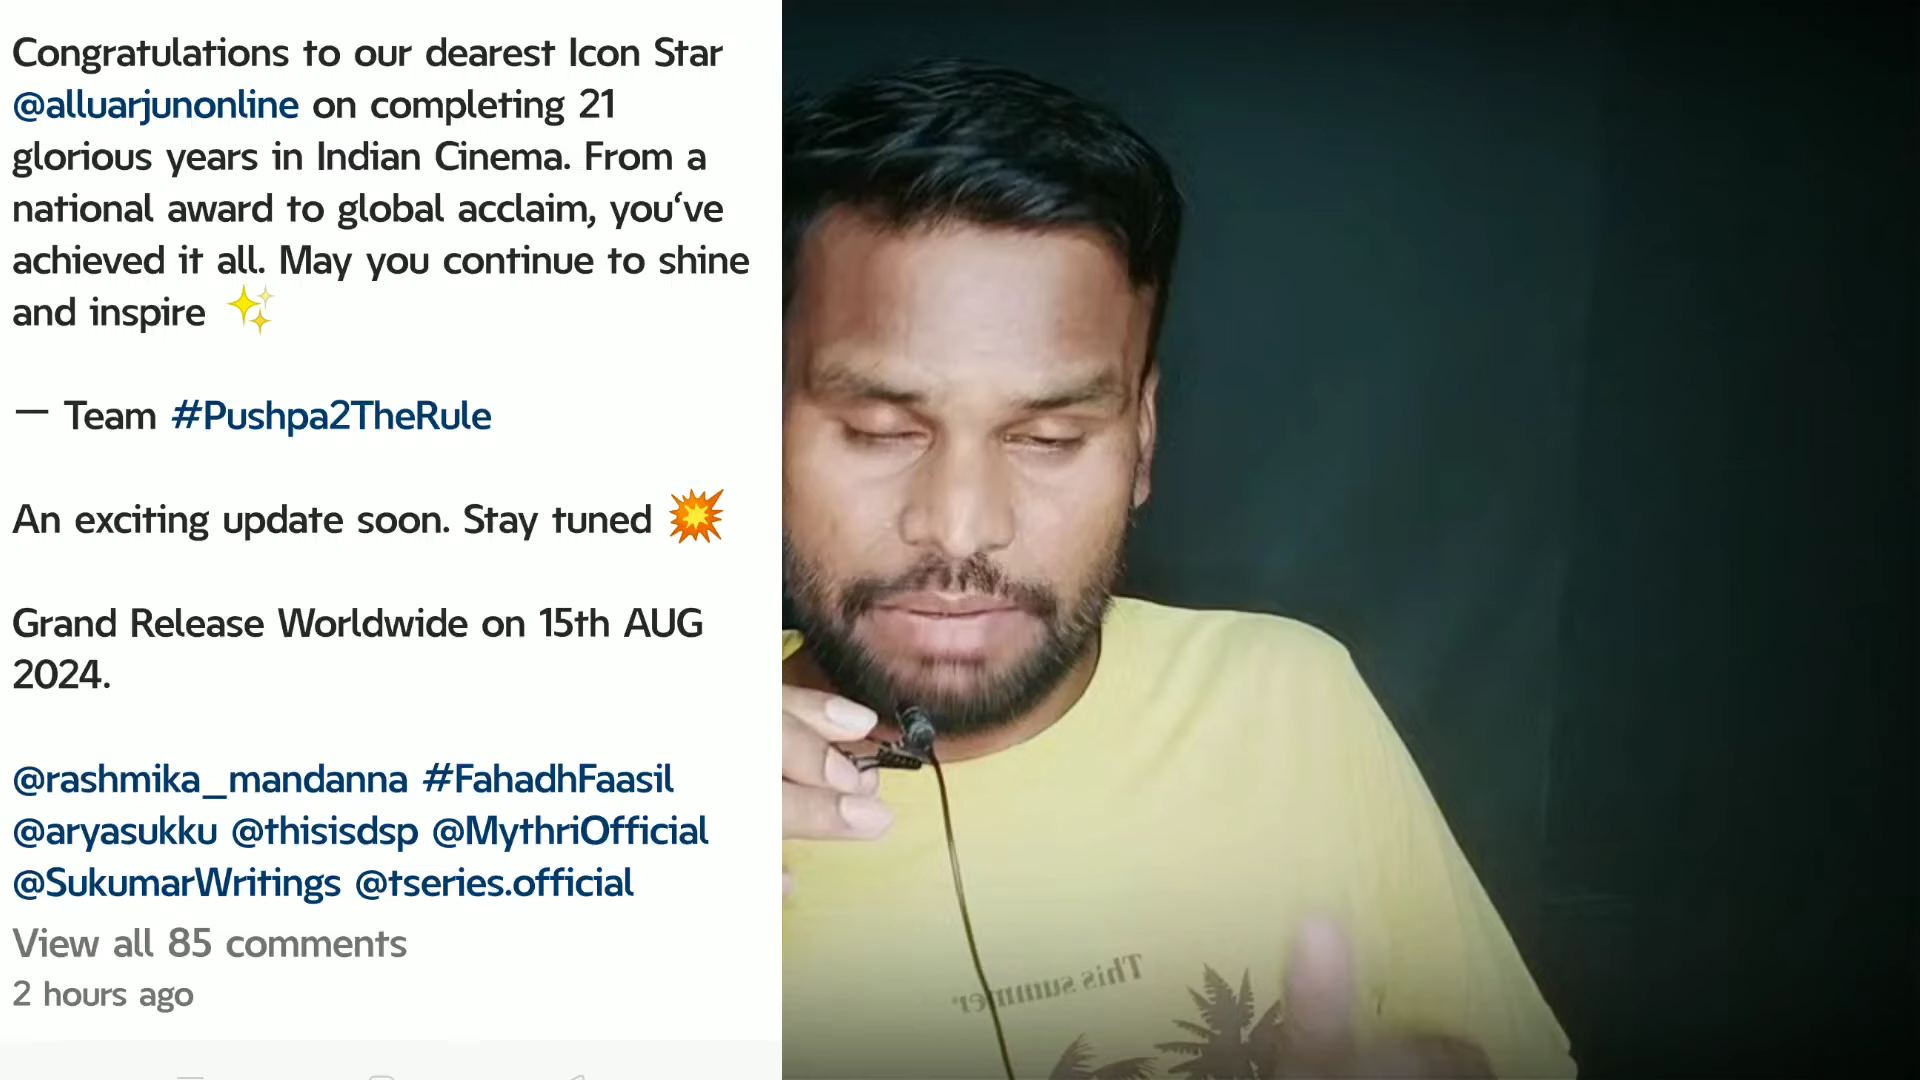 Congratulations to our dearest Icon Star
@alluarjunonline on completing 21
glorious years in Indian Cinema. From a
national award to global acclaim, you‘ve
achieved it all. May you continue to shine
and inspire ✨
— Team #Pushpa2TheRule
An exciting update soon. Stay tuned 💥
Grand Release Worldwide on 15th AUG
2024.
@rashmika_mandanna #FahadhFaasil
@aryasukku @thisisdsp @MythriOfficial
@SukumarWritings @tseries.official
View all 85 comments
2 hours ago
This summer